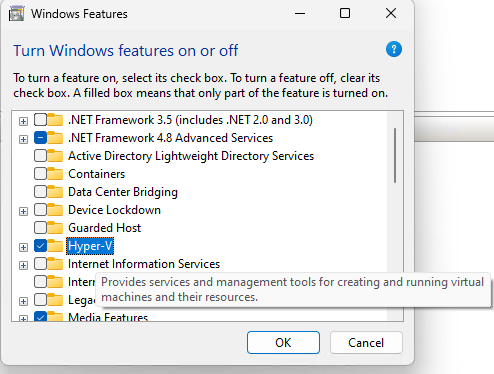 Windows Features
Turn Windows features on or off
?
To turn a feature on, select its check box. To turn a feature off, clear its
check box. A filled box means that only part of the feature is turned on.
.NET Framework 3.5 (includes .NET 2.0 and 3.0)
.NET Framework 4.8 Advanced Services
Active Directory Lightweight Directory Services
Containers
Data Center Bridging
Device Lockdown
Guarded Host
Hyper-V
Internet Information Services
Intern
Provides services and management tools for creating and running virtual
machines and their resources.
Legac
Media Features
OK
Cancel